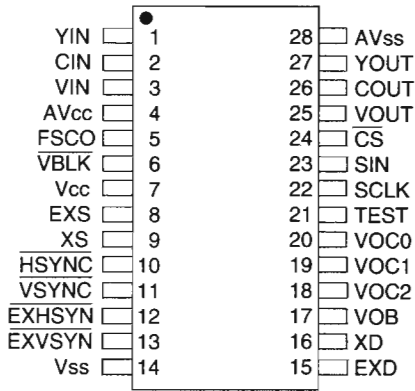 YIN 1 28 AVss
CIN 2 27 YOUT
VIN 3 26 COUT
AVcc 4 25 VOUT
FSCO 5 24 CS
VBLK 6 23 SIN
Vcc 7 22 SCLK
EXS 8 21 TEST
XS 9 20 VOC0
HSYNC 10 19 VOC1
VSYNC 11 18 VOC2
EXHSYN 12 17 VOB
EXVSYN 13 16 XD
Vss 14 15 EXD